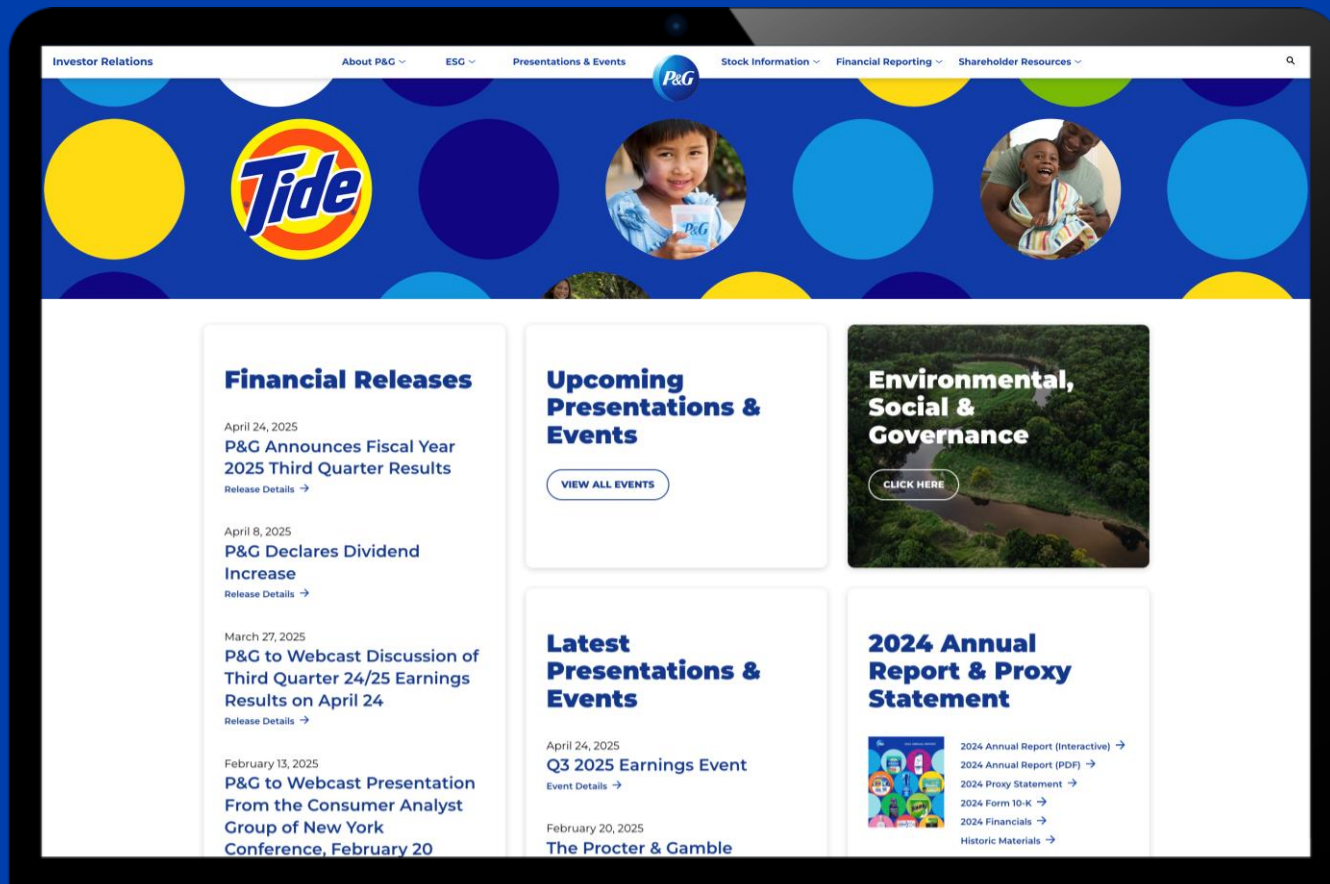 Investor Relations
About P&G
ESG
Presentations & Events
P&G
Stock Information
Financial Reporting
Shareholder Resources
Tide
P&G
Financial Releases
April 24, 2025
P&G Announces Fiscal Year
2025 Third Quarter Results
Release Details →
April 8, 2025
P&G Declares Dividend
Increase
Release Details →
March 27, 2025
P&G to Webcast Discussion of
Third Quarter 24/25 Earnings
Results on April 24
Release Details →
February 13, 2025
P&G to Webcast Presentation
From the Consumer Analyst
Group of New York
Conference, February 20
Upcoming
Presentations &
Events
VIEW ALL EVENTS
Environmental,
Social &
Governance
CLICK HERE
Latest
Presentations &
Events
April 24, 2025
Q3 2025 Earnings Event
Event Details →
February 20, 2025
The Procter & Gamble
2024 Annual
Report & Proxy
Statement
2024 Annual Report (Interactive) →
2024 Annual Report (PDF) →
2024 Proxy Statement →
2024 Form 10-K →
2024 Financials →
Historic Materials →